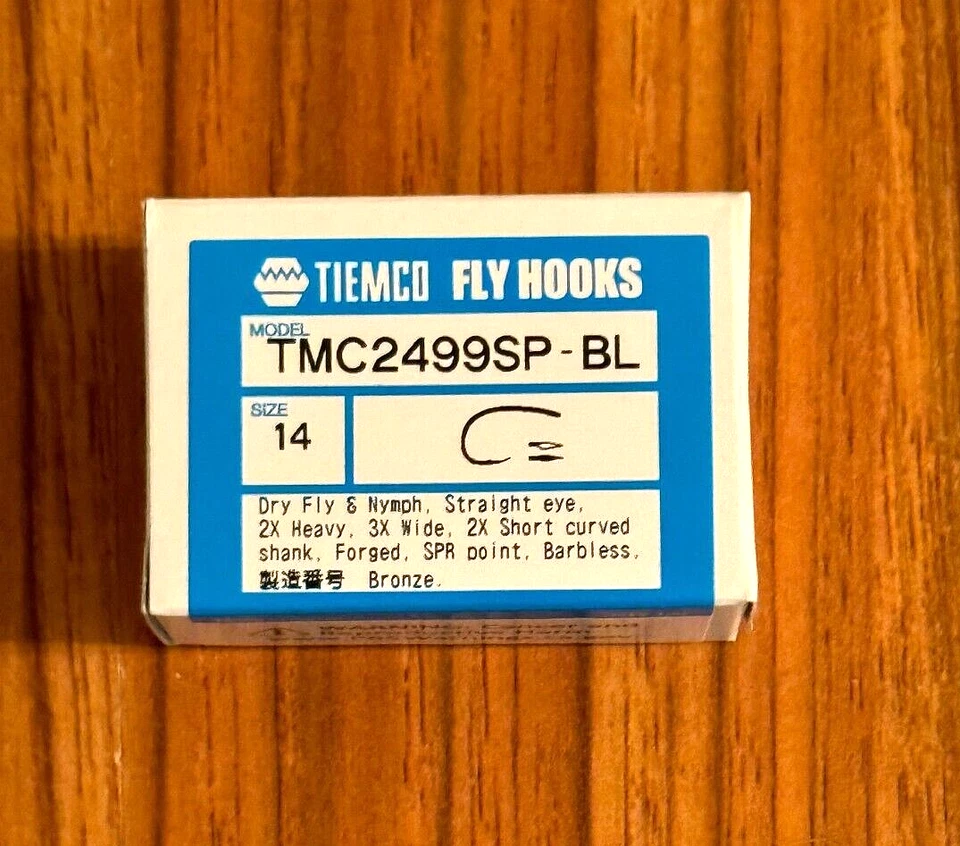 TIEMCO FLY HOOKS
MODEL
TMC2499SP-BL
SIZE
14
Dry Fly & Nymph, Straight eye,
2X Heavy, 3X Wide, 2X Short curved
shank, Forged, SPR point, Barbless,
製造番号 Bronze.